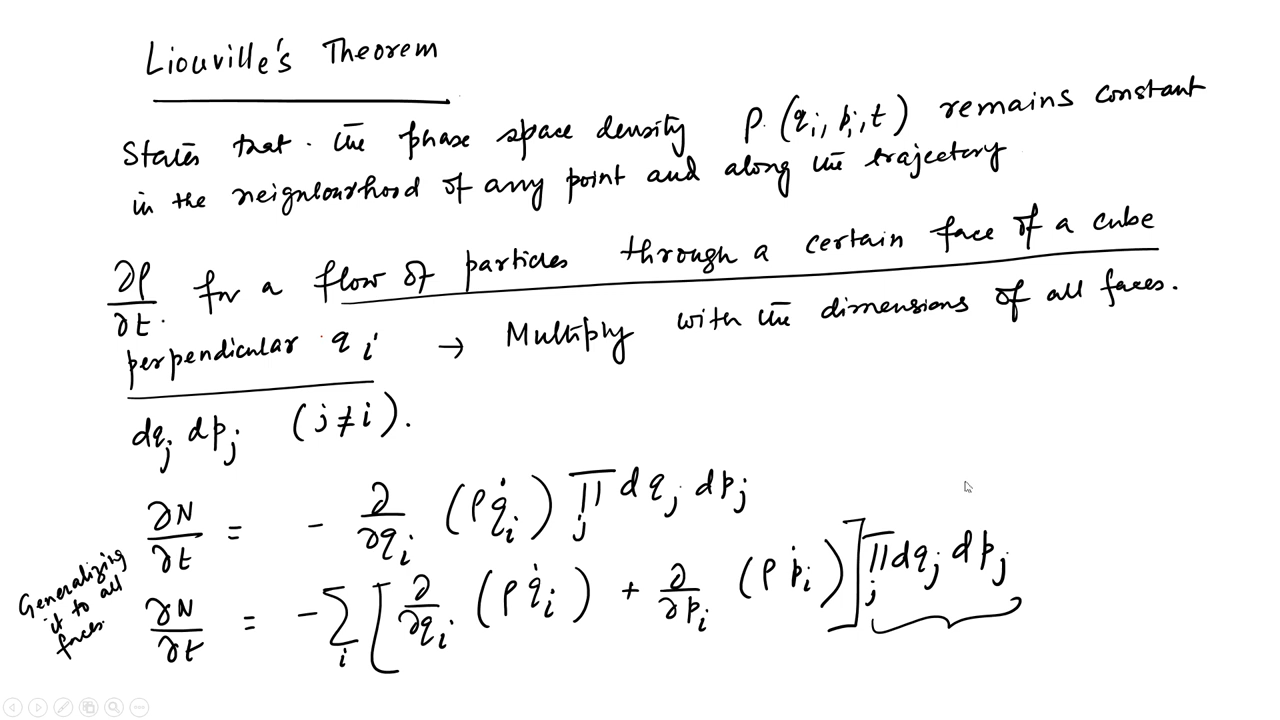 Liouville's Theorem
States that the phase space density ρ (qᵢ, pᵢ, t) remains constant
in the neighbourhood of any point and along the trajectory
∂ρ/∂t for a flow of particles through a certain face of a cube
perpendicular qᵢ → Multiply with the dimensions of all faces.
dqⱼ dpⱼ (j ≠ i).
∂N/∂t = - ∂/∂qᵢ (ρq̇ᵢ) ∏ⱼ dqⱼ dpⱼ
Generalizing it to all faces.
∂N/∂t = - ∑ᵢ [∂/∂qᵢ (ρq̇ᵢ) + ∂/∂pᵢ (ρṗᵢ)] ∏ⱼ dqⱼ dpⱼ